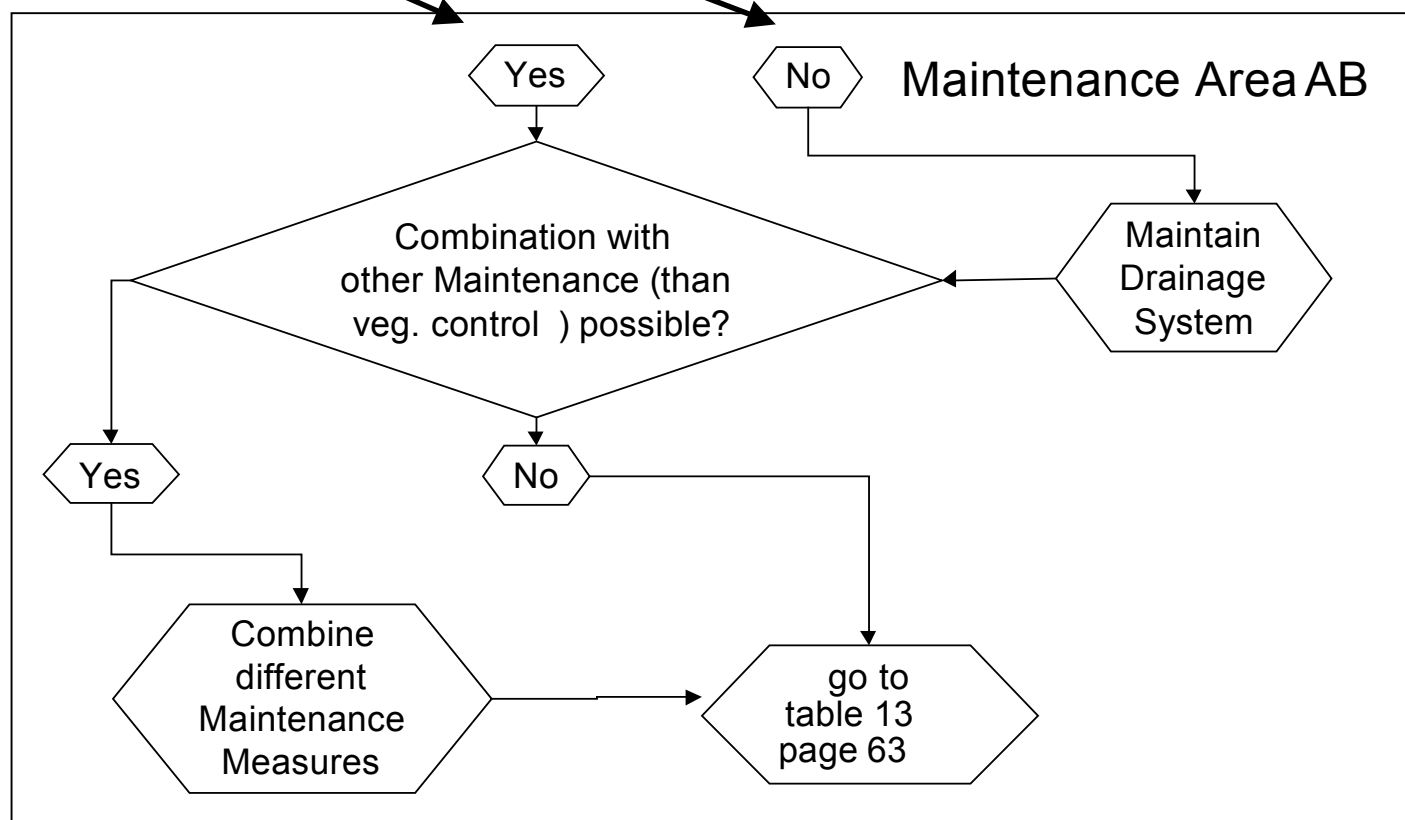 Yes
No
Maintenance Area AB
Combination with
other Maintenance (than
veg. control ) possible?
Maintain
Drainage
System
Yes
No
Combine
different
Maintenance
Measures
go to
table 13
page 63